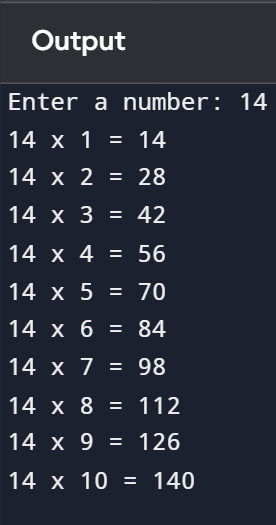 Output
Enter a number: 14
14 x 1 = 14
14 x 2 = 28
14 x 3 = 42
14 x 4 = 56
14 x 5 = 70
14 x 6 = 84
14 x 7 = 98
14 x 8 = 112
14 x 9 = 126
14 x 10 = 140